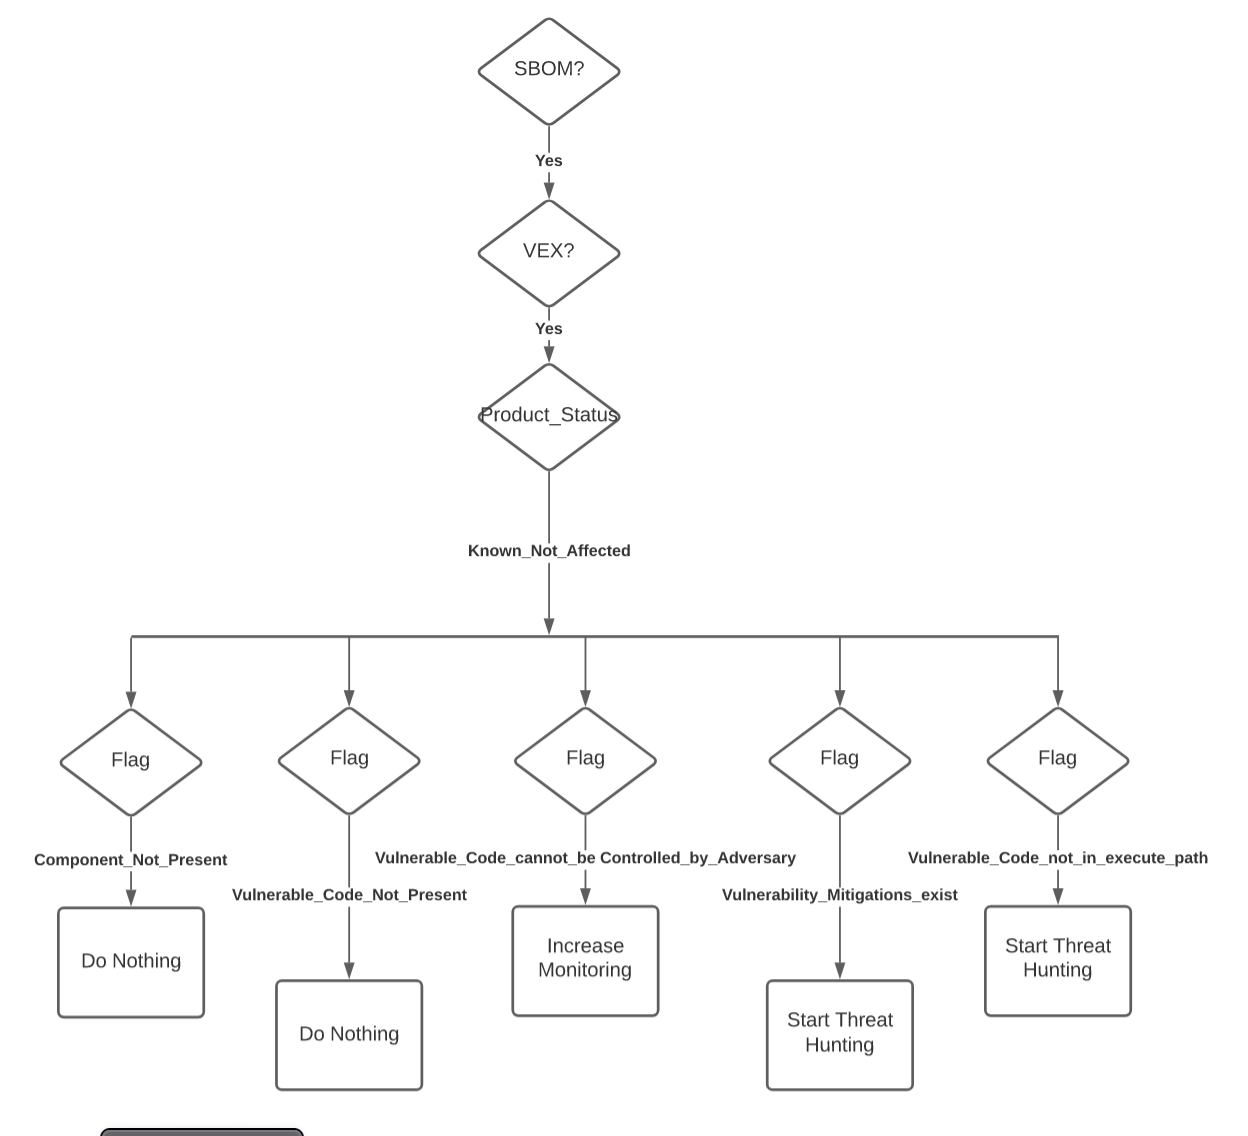 SBOM?
Yes
VEX?
Yes
Product_Status
Known_Not_Affected
Flag
Flag
Flag
Flag
Flag
Component_Not_Present
Vulnerable_Code_cannot_be Controlled_by_Adversary
Vulnerable_Code_not_in_execute_path
Vulnerable_Code_Not_Present
Vulnerability_Mitigations_exist
Do Nothing
Increase
Monitoring
Start Threat
Hunting
Do Nothing
Start Threat
Hunting